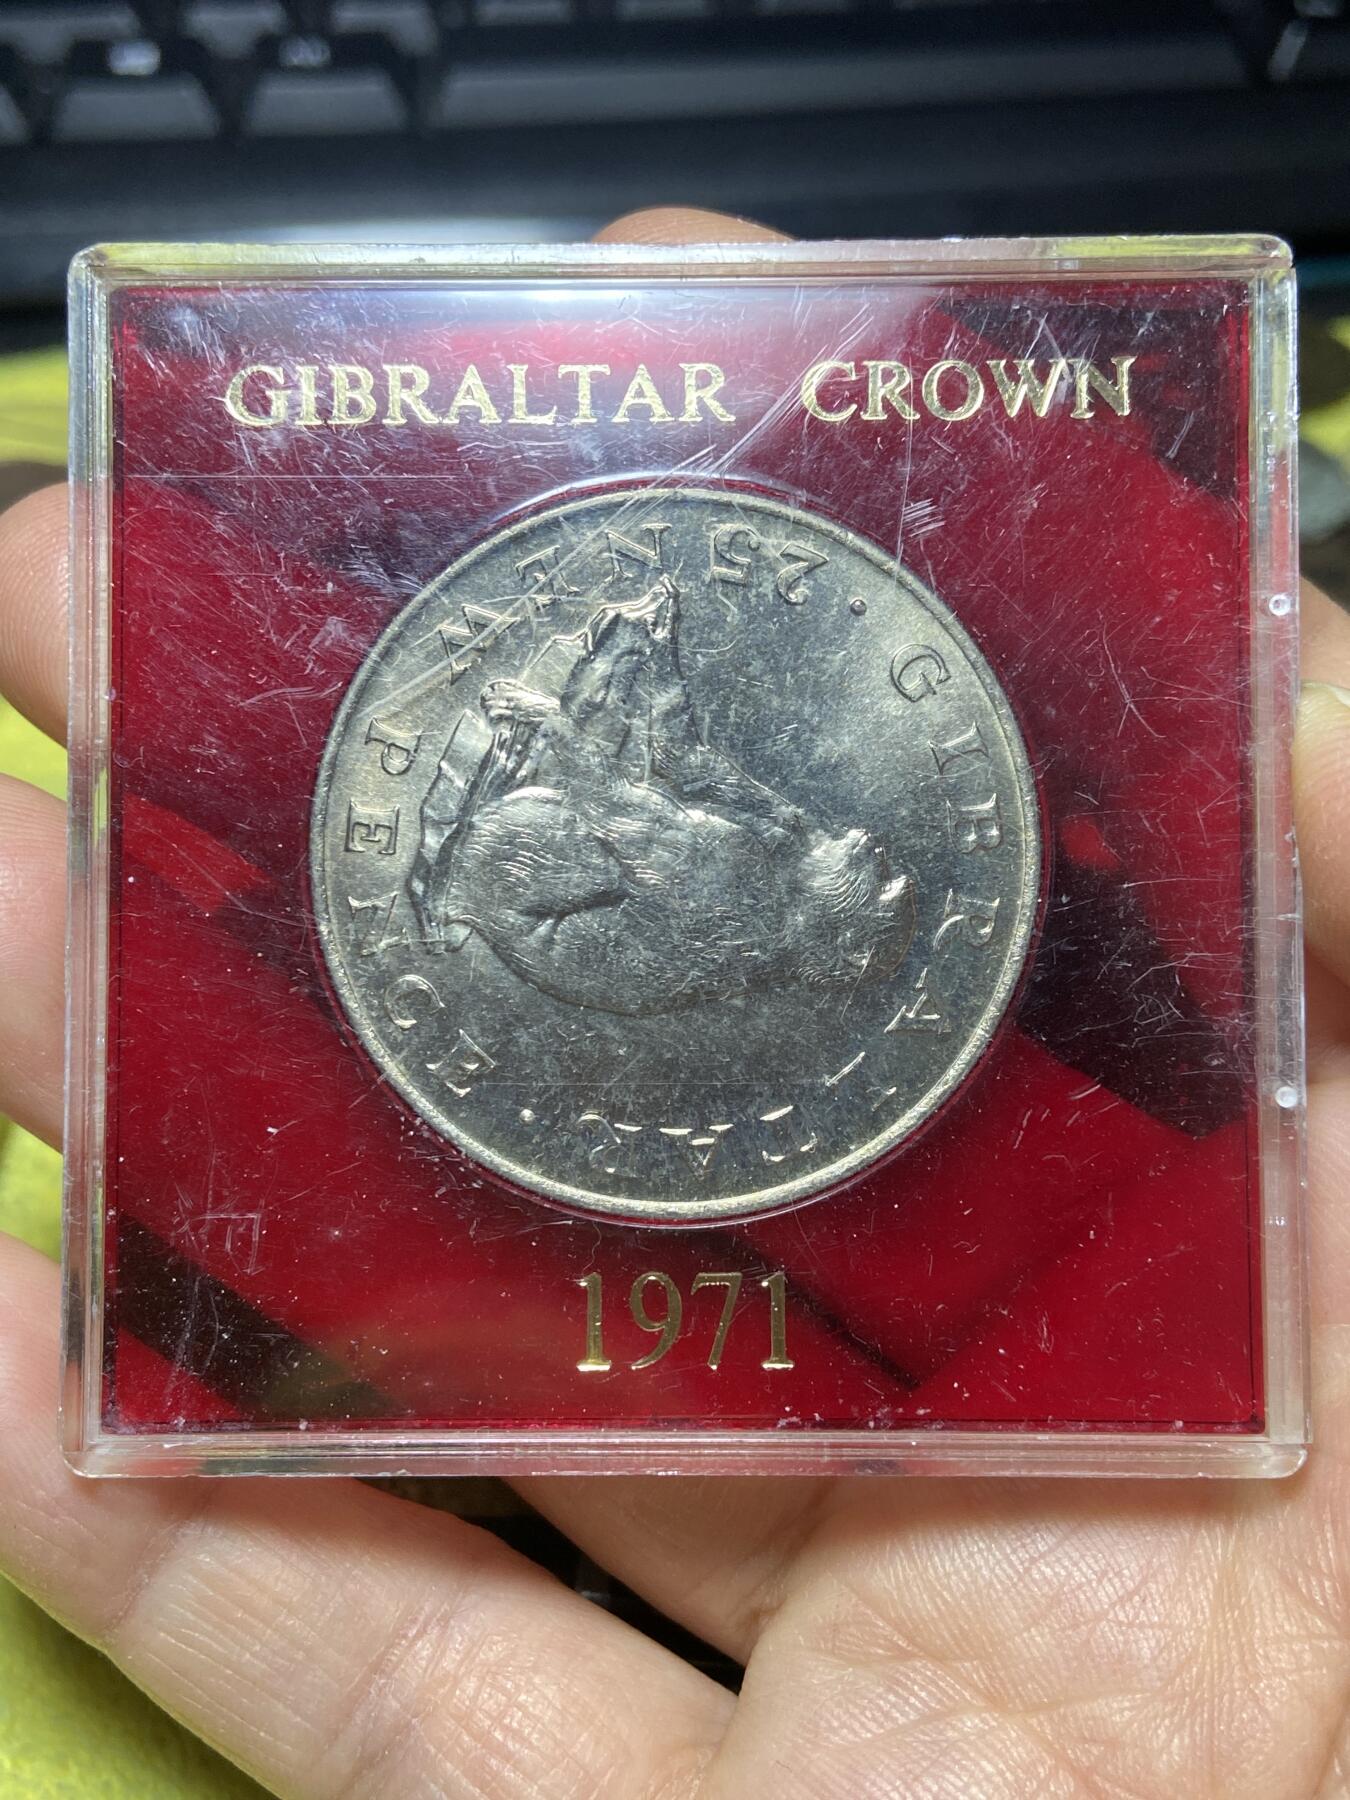 GIBRALTAR CROWN
GIBRALTAR
25 NEW PENCE
1971